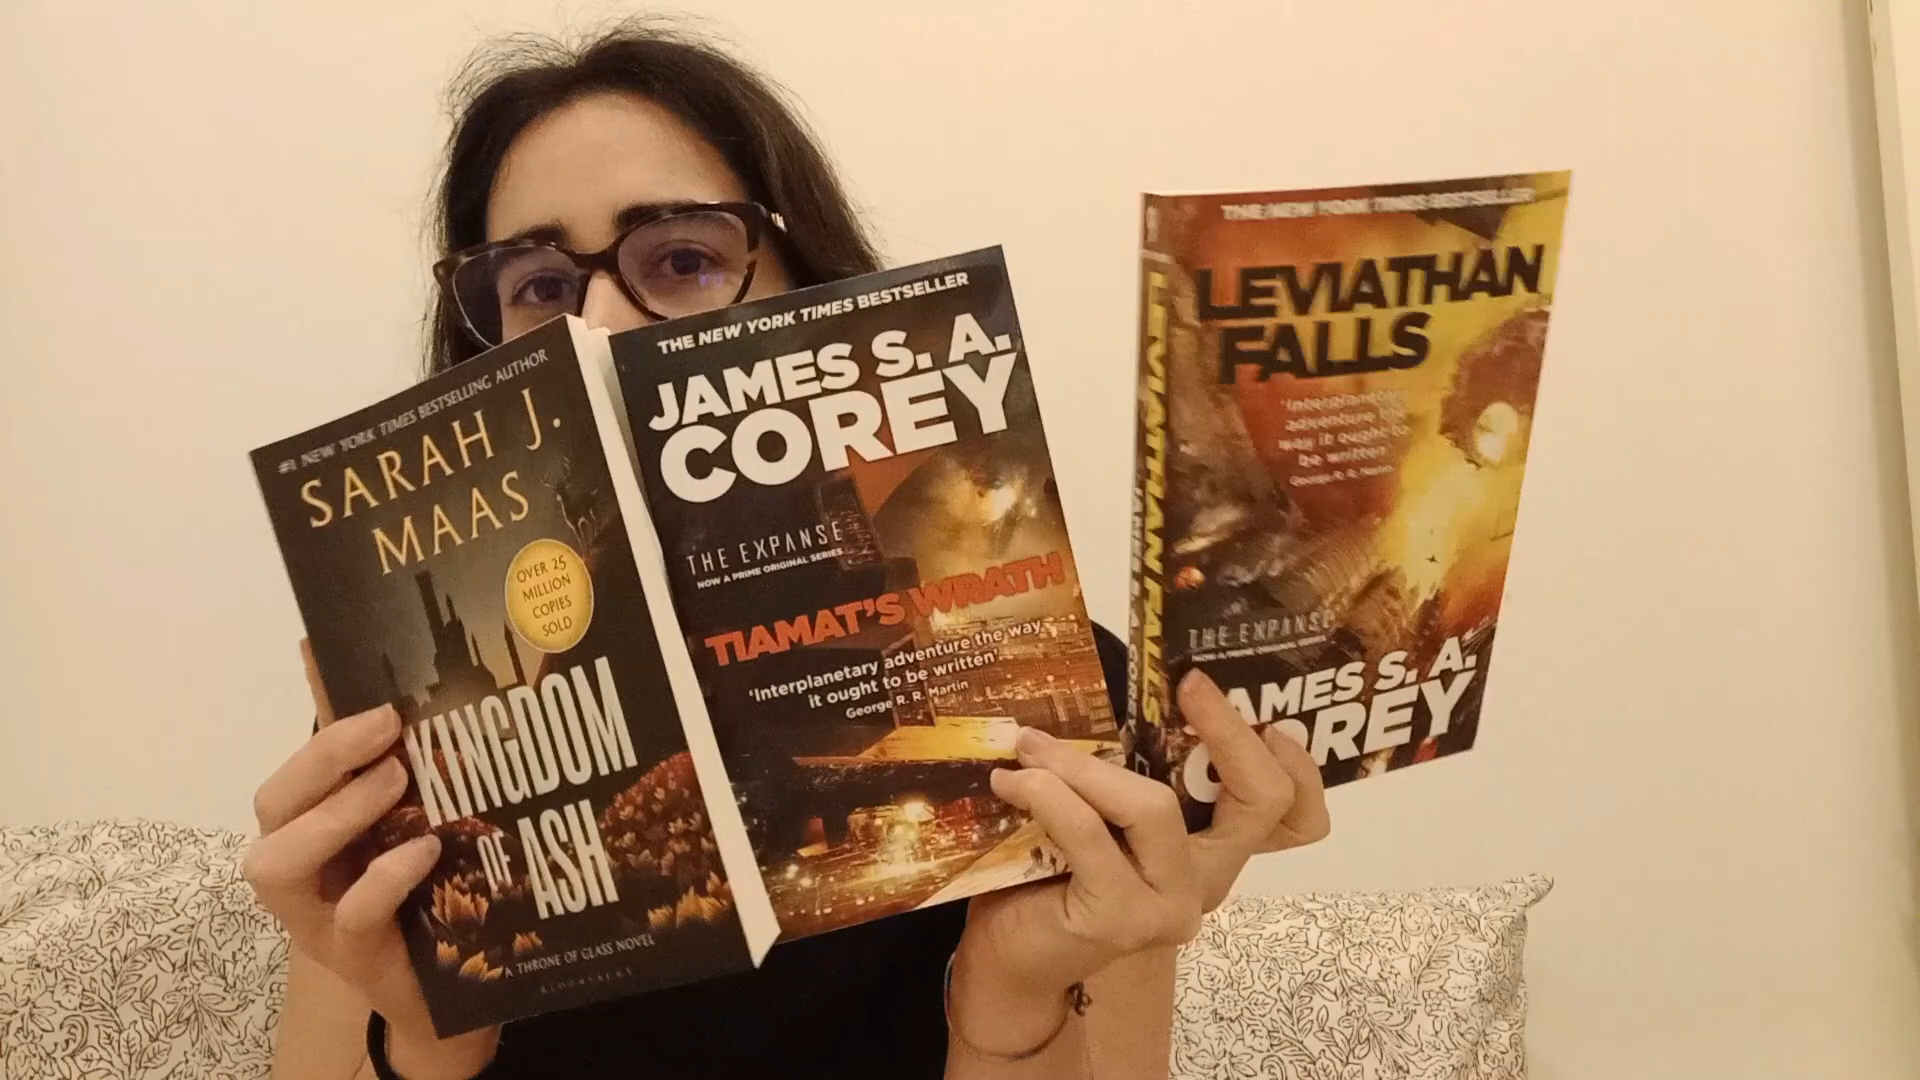 #1 NEW YORK TIMES BESTSELLING AUTHOR
SARAH J.
MAAS
OVER 25
MILLION
COPIES
SOLD
KINGDOM
OF ASH
A THRONE OF GLASS NOVEL
BLOOMSBURY
THE NEW YORK TIMES BESTSELLER
JAMES S. A.
COREY
THE EXPANSE
NOW A PRIME ORIGINAL SERIES
TIAMAT'S WRATH
'Interplanetary adventure the way
it ought to be written'
George R. R. Martin
LEVIATHAN FALLS
JAMES S. A. COREY
THE NEW YORK TIMES BESTSELLER
LEVIATHAN
FALLS
'Interplanetary
adventure the
way it ought to
be written'
George R. R. Martin
THE EXPANSE
NOW A PRIME ORIGINAL SERIES
JAMES S. A.
COREY